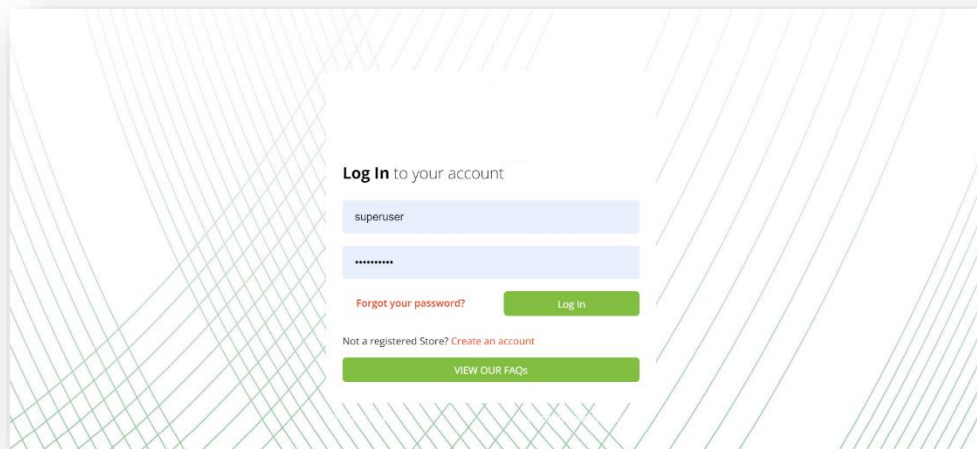 Log In to your account
superuser
••••••••••
Forgot your password?
Log In
Not a registered Store? Create an account
VIEW OUR FAQs